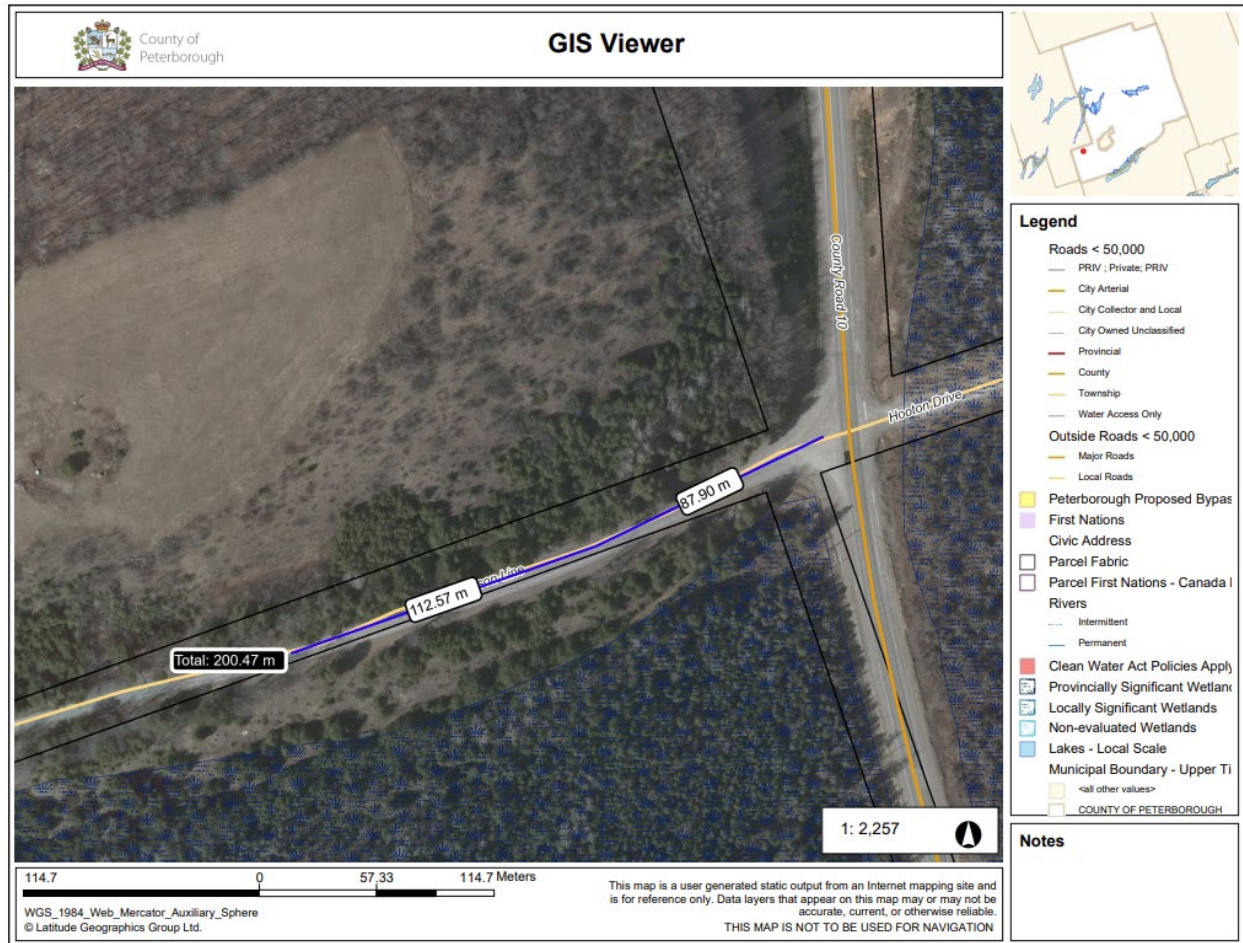 County of
Peterborough
GIS Viewer
County Road 10
Hooton Drive
87.90 m
son Line
112.57 m
Total: 200.47 m
1: 2,257
Legend
Roads < 50,000
PRIV ; Private; PRIV
City Arterial
City Collector and Local
City Owned Unclassified
Provincial
County
Township
Water Access Only
Outside Roads < 50,000
Major Roads
Local Roads
Peterborough Proposed Bypas
First Nations
Civic Address
Parcel Fabric
Parcel First Nations - Canada
Rivers
Intermittent
Permanent
Clean Water Act Policies Apply
Provincially Significant Wetland
Locally Significant Wetlands
Non-evaluated Wetlands
Lakes - Local Scale
Municipal Boundary - Upper Ti
<all other values>
COUNTY OF PETERBOROUGH
Notes
114.7 0 57.33 114.7 Meters
WGS_1984_Web_Mercator_Auxiliary_Sphere
© Latitude Geographics Group Ltd.
This map is a user generated static output from an Internet mapping site and
is for reference only. Data layers that appear on this map may or may not be
accurate, current, or otherwise reliable.
THIS MAP IS NOT TO BE USED FOR NAVIGATION